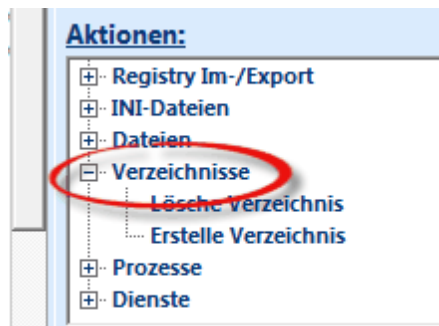 Aktionen:
Registry Im-/Export
INI-Dateien
Dateien
Verzeichnisse
Lösche Verzeichnis
Erstelle Verzeichnis
Prozesse
Dienste